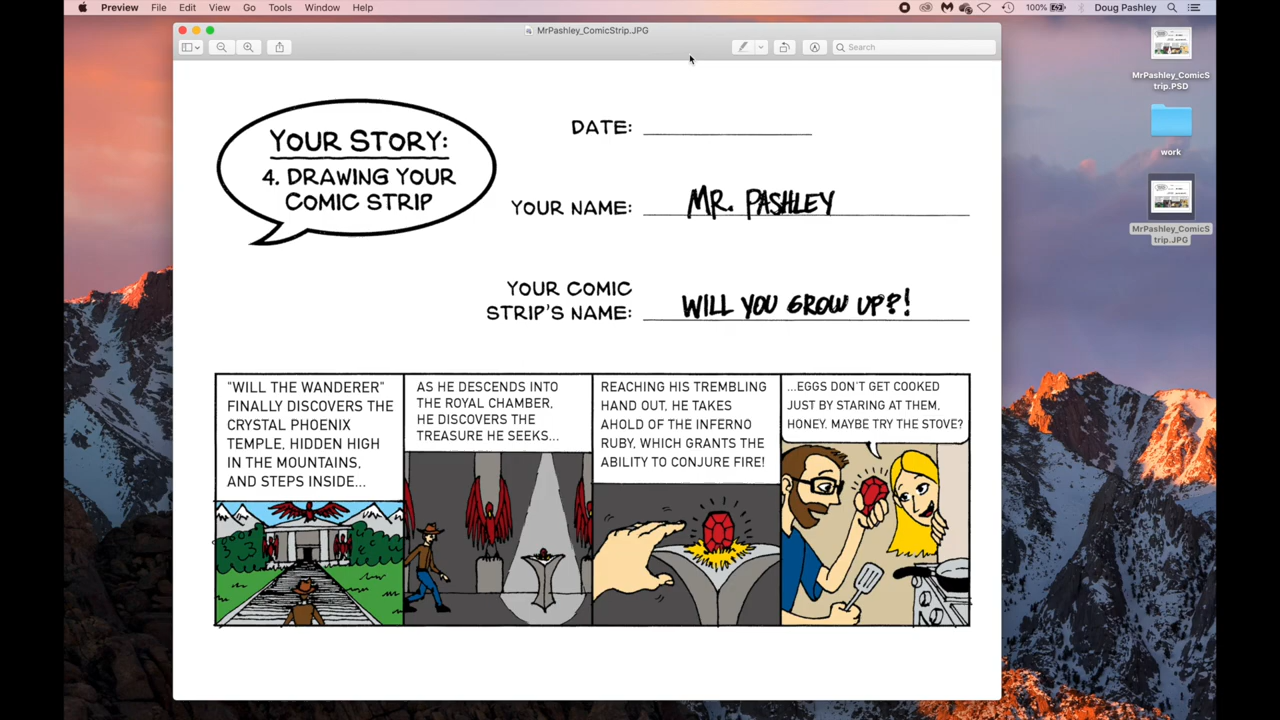 Preview File Edit View Go Tools Window Help 100% Doug Pashley
MrPashley_ComicStrip.JPG
Search
YOUR STORY:
4. DRAWING YOUR
COMIC STRIP
DATE:
YOUR NAME: MR. PASHLEY
YOUR COMIC
STRIP'S NAME: WILL YOU GROW UP?!
"WILL THE WANDERER"
FINALLY DISCOVERS THE
CRYSTAL PHOENIX
TEMPLE, HIDDEN HIGH
IN THE MOUNTAINS,
AND STEPS INSIDE...
AS HE DESCENDS INTO
THE ROYAL CHAMBER,
HE DISCOVERS THE
TREASURE HE SEEKS...
REACHING HIS TREMBLING
HAND OUT, HE TAKES
AHOLD OF THE INFERNO
RUBY, WHICH GRANTS THE
ABILITY TO CONJURE FIRE!
...EGGS DON'T GET COOKED
JUST BY STARING AT THEM,
HONEY. MAYBE TRY THE STOVE?
MrPashley_ComicS
trip.PSD
work
MrPashley_ComicS
trip.JPG